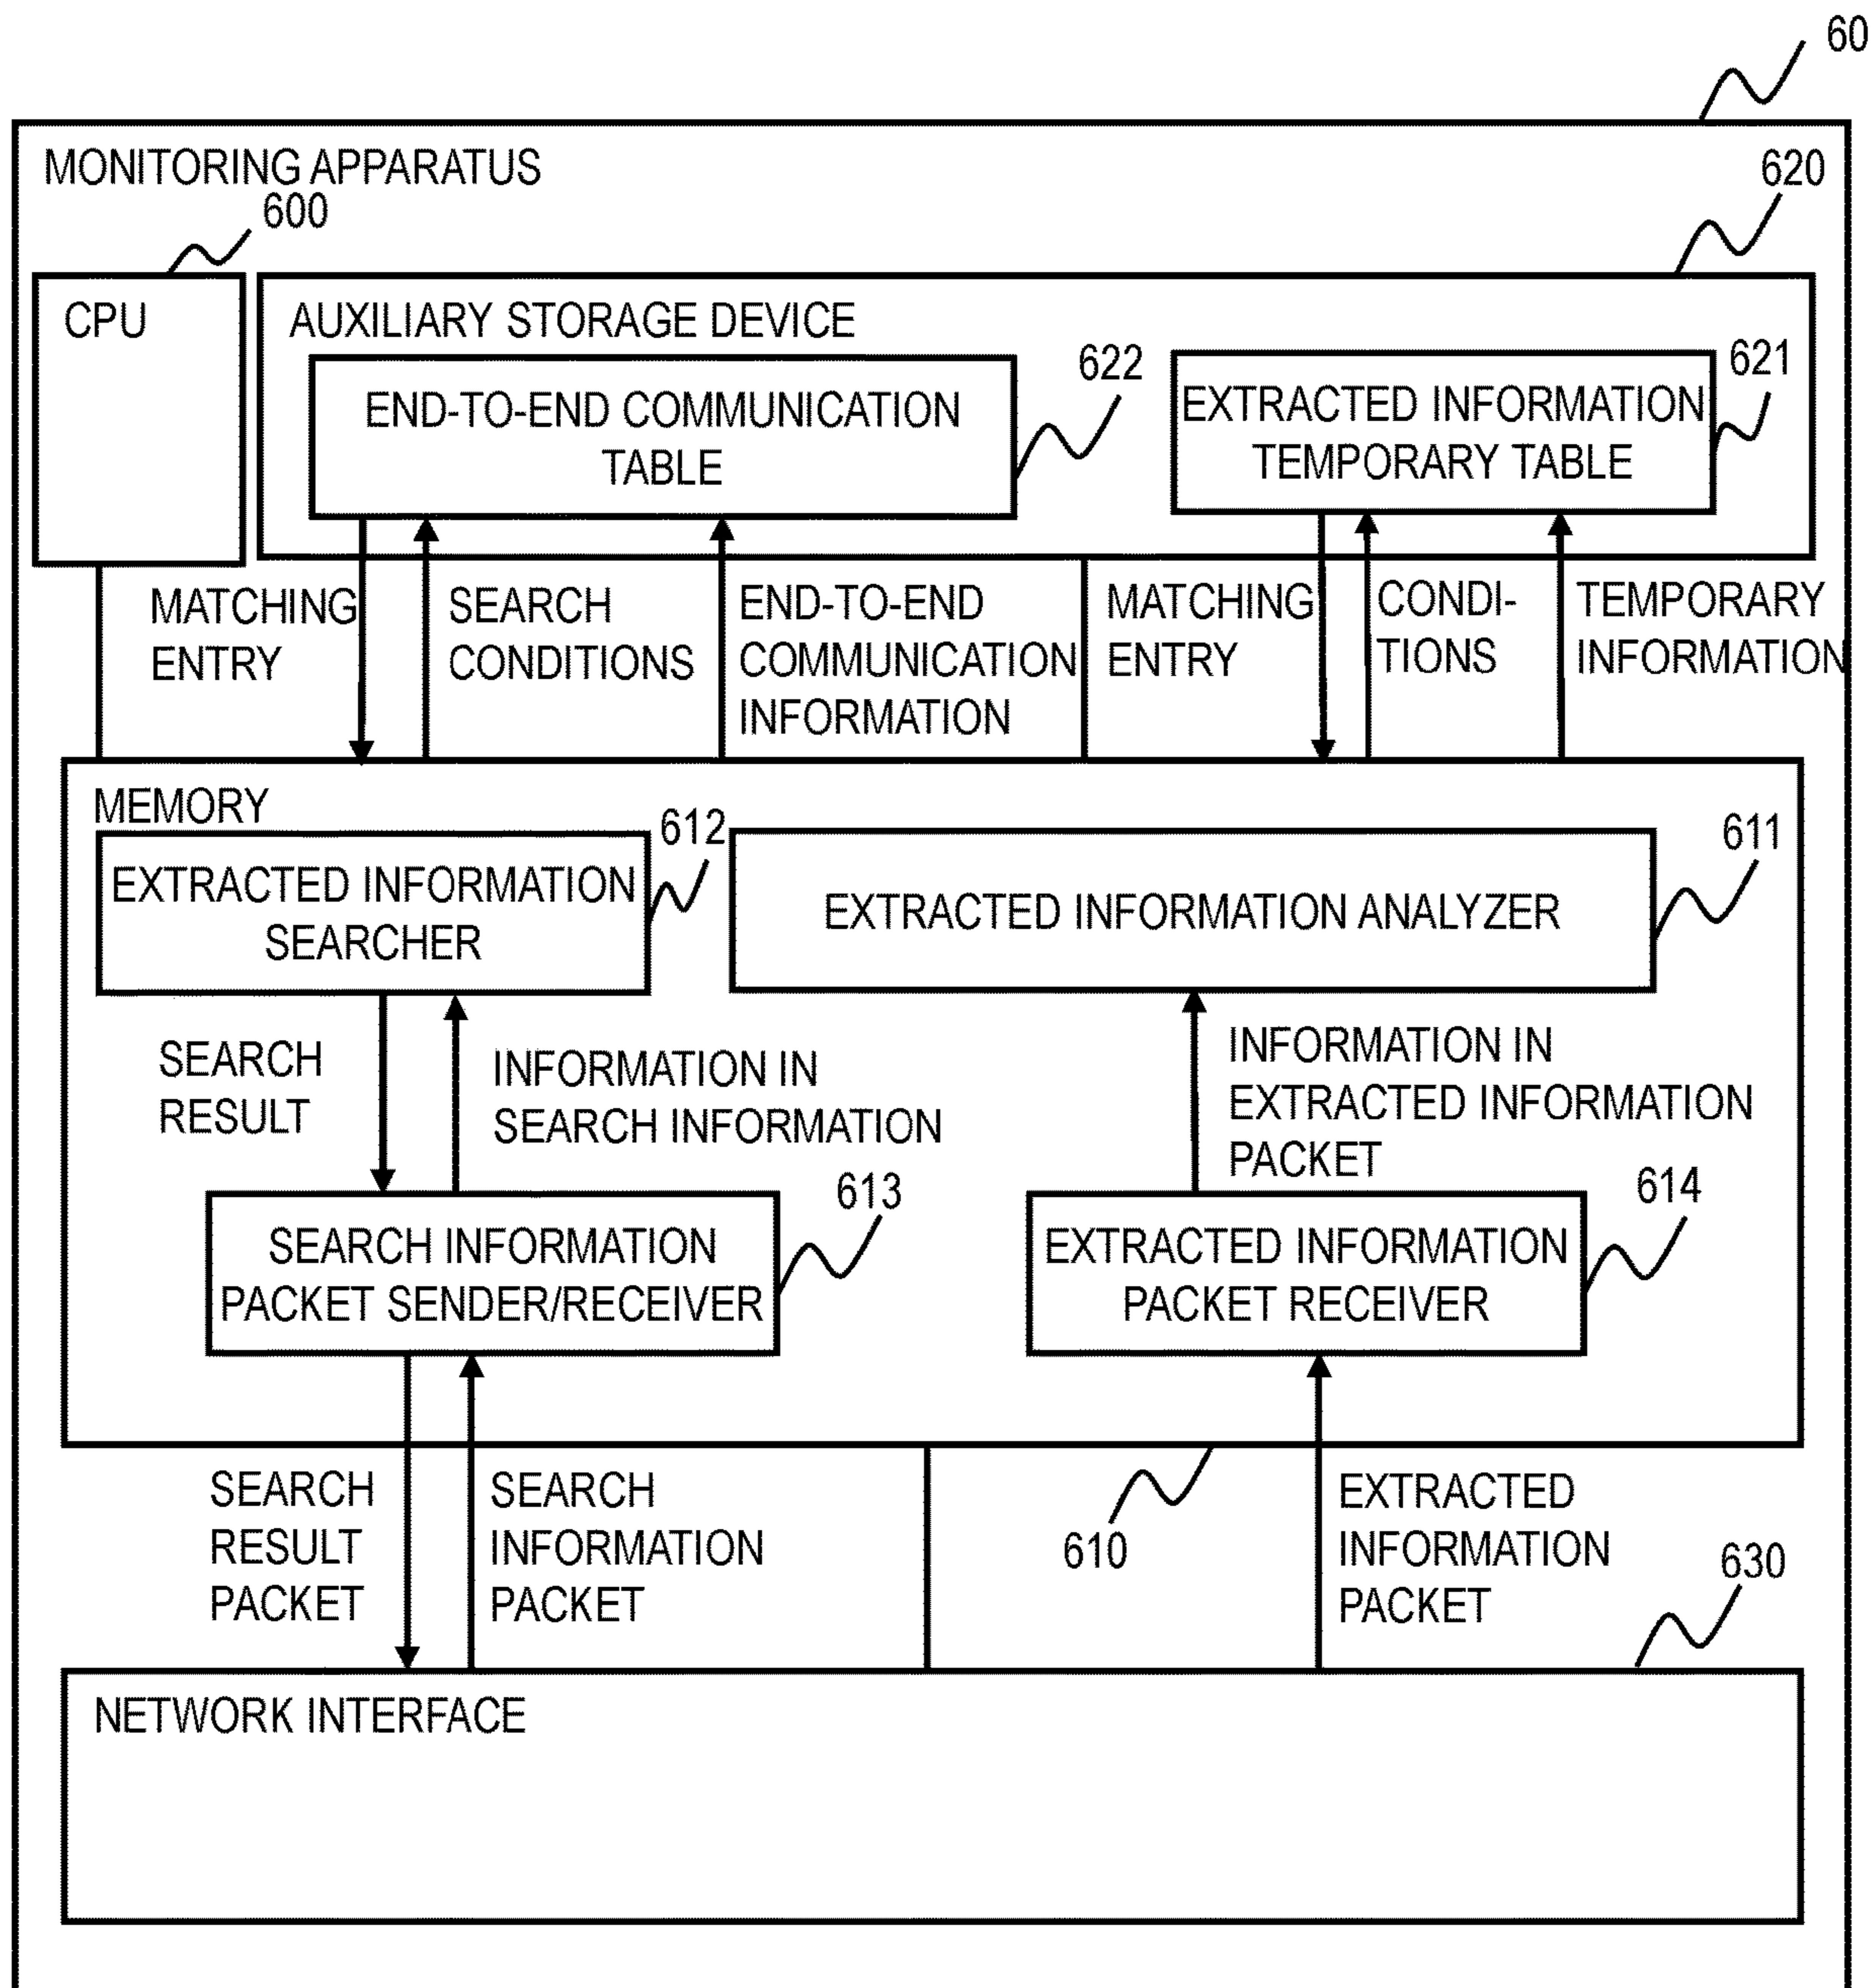 60
MONITORING APPARATUS
620
600
CPU
AUXILIARY STORAGE DEVICE
622
621
END-TO-END COMMUNICATION
TABLE
EXTRACTED INFORMATION
TEMPORARY TABLE
MATCHING
ENTRY
SEARCH
CONDITIONS
END-TO-END
COMMUNICATION
INFORMATION
MATCHING
ENTRY
CONDI-
TIONS
TEMPORARY
INFORMATION
MEMORY
612
611
EXTRACTED INFORMATION
SEARCHER
EXTRACTED INFORMATION ANALYZER
SEARCH
RESULT
INFORMATION IN
SEARCH INFORMATION
INFORMATION IN
EXTRACTED INFORMATION
PACKET
613
614
SEARCH INFORMATION
PACKET SENDER/RECEIVER
EXTRACTED INFORMATION
PACKET RECEIVER
SEARCH
RESULT
PACKET
SEARCH
INFORMATION
PACKET
610
EXTRACTED
INFORMATION
PACKET
630
NETWORK INTERFACE